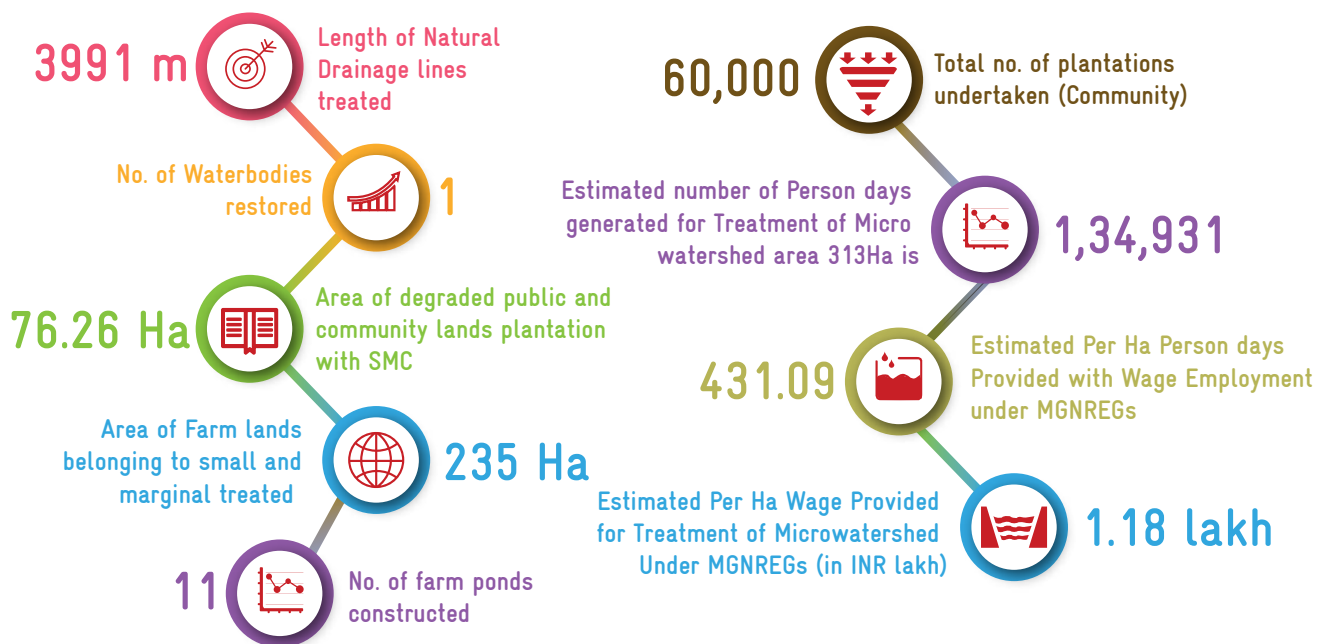 3991 m
Length of Natural
Drainage lines
treated
No. of Waterbodies
restored
1
76.26 Ha
Area of degraded public and
community lands plantation
with SMC
Area of Farm lands
belonging to small and
marginal treated
235 Ha
11
No. of farm ponds
constructed
60,000
Total no. of plantations
undertaken (Community)
Estimated number of Person days
generated for Treatment of Micro
watershed area 313Ha is
1,34,931
431.09
Estimated Per Ha Person days
Provided with Wage Employment
under MGNREGs
Estimated Per Ha Wage Provided
for Treatment of Microwatershed
Under MGNREGs (in INR lakh)
1.18 lakh